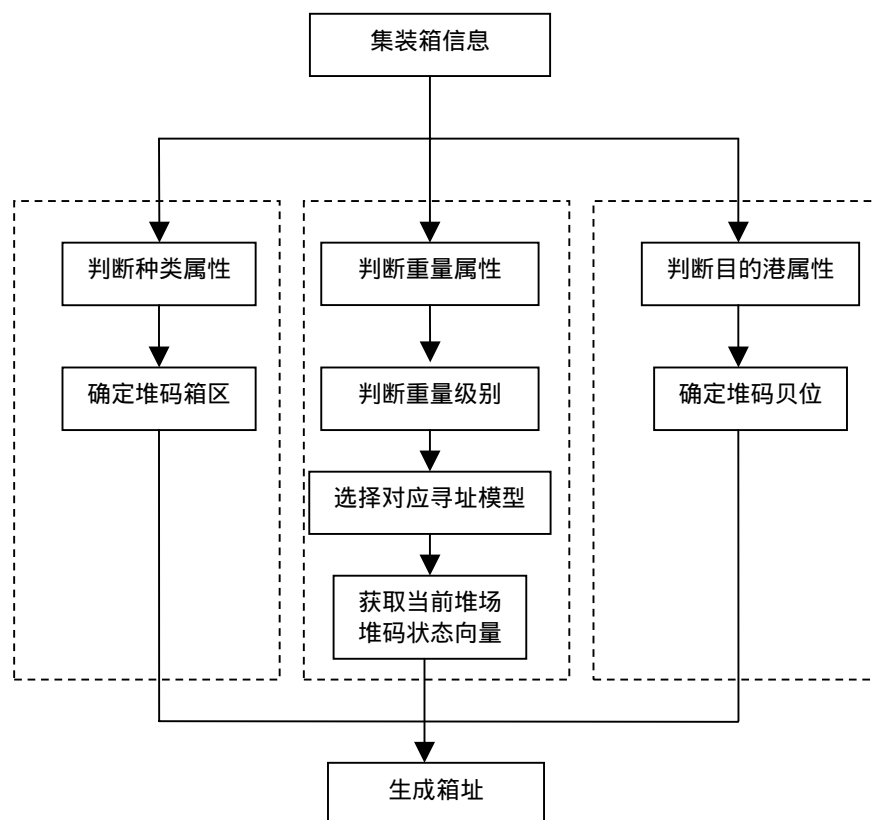 集装箱信息
判断种类属性
判断重量属性
判断目的港属性
确定堆码箱区
判断重量级别
确定堆码贝位
选择对应寻址模型
获取当前堆场
堆码状态向量
生成箱址